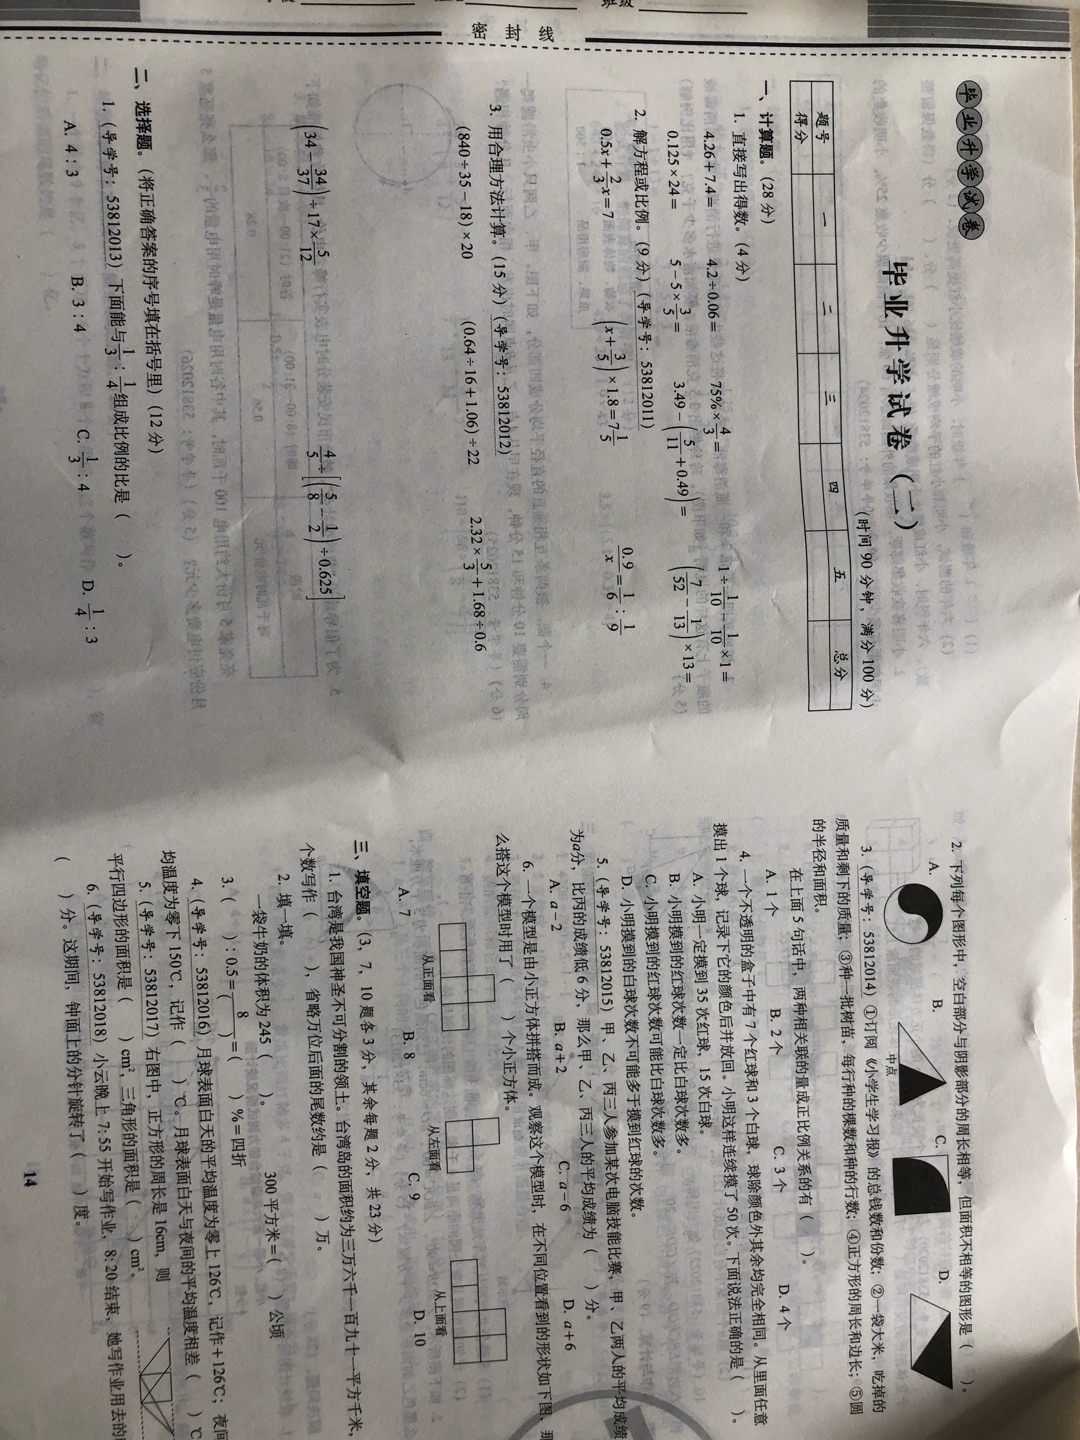 班级
密 封 线
毕业升学试卷
毕业升学试卷(二)
(时间90分钟,满分100分)
题号 一 二 三 四 五 总分
得分
一、计算题。(28分)
1. 直接写出得数。(4分)
4.26+7.4= 4.2÷0.06= 75%×4/3= 1÷1/10-1/10×1=
0.125×24= 5-5×3/5= 3.49-(5/11+0.49)= (7/52-1/13)×13=
2. 解方程或比例。(9分)(导学号:53812011)
0.5x+2/3x=7 (x+3/5)×1.8=7 1/5 0.9/x=1/6:1/9
3. 用合理方法计算。(15分)(导学号:53812012)
(840÷35-18)×20 (0.64÷16+1.06)÷22 2.32×5/3+1.68÷0.6
(34-34/37)÷17×5/12 4/5÷[(5/8-1/2)÷0.625]
二、选择题。(将正确答案的序号填在括号里)(12分)
1. (导学号:53812013)下面能与1/3:1/4组成比例的比是( )。
A. 4:3 B. 3:4 C. 1/3:4 D. 1/4:3
2. 下列每个图形中,空白部分与阴影部分的周长相等,但面积不相等的图形是( )。
A. B. C. D.
中点
3. (导学号:53812014)①订阅《小学生学习报》的总钱数和份数;②一袋大米,吃掉的
质量和剩下的质量;③种一批树苗,每行种的棵数和种的行数;④正方形的周长和边长;⑤圆
的半径和面积。
在上面5句话中,两种相关联的量成正比例关系的有( )。
A. 1个 B. 2个 C. 3个 D. 4个
4. 一个不透明的盒子中有7个红球和3个白球,球除颜色外其余均完全相同。从里面任意
摸出1个球,记录下它的颜色后并放回。小明这样连续摸了50次。下面说法正确的是( )。
A. 小明一定摸到35次红球,15次白球。
B. 小明摸到的红球次数一定比白球次数多。
C. 小明摸到的红球次数可能比白球次数多。
D. 小明摸到的白球次数不可能多于摸到红球的次数。
5. (导学号:53812015)甲、乙、丙三人参加某次电脑技能比赛,甲、乙两人的平均成绩
为a分,比丙的成绩低6分,那么甲、乙、丙三人的平均成绩为( )分。
A. a-2 B. a+2 C. a-6 D. a+6
6. 一个模型是由小正方体拼搭而成。观察这个模型时,在不同位置看到的形状如下图,那
么搭这个模型时用了( )个小正方体。
从正面看 从左面看 从上面看
A. 7 B. 8 C. 9 D. 10
三、填空题。(3,7,10题各3分,其余每题2分,共23分)
1. 台湾是我国神圣不可分割的领土。台湾岛的面积约为三万六千一百九十一平方千米,
个数写作( ),省略万位后面的尾数约是( )万。
2. 填一填。
一袋牛奶的体积为245( )。 300平方米=( )公顷
3. ( ):0.5=8/( )=( )%=四折
4. (导学号:53812016)月球表面白天的平均温度为零上126℃,记作+126℃;夜间
均温度为零下150℃,记作( )℃。月球表面白天与夜间的平均温度相差( )℃
5. (导学号:53812017)右图中,正方形的周长是16cm,则
平行四边形的面积是( )cm²,三角形的面积是( )cm²。
6. (导学号:53812018)小云晚上7:55开始写作业,8:20结束,她写作业用去的
( )分。这期间,钟面上的分针旋转了( )度。
14